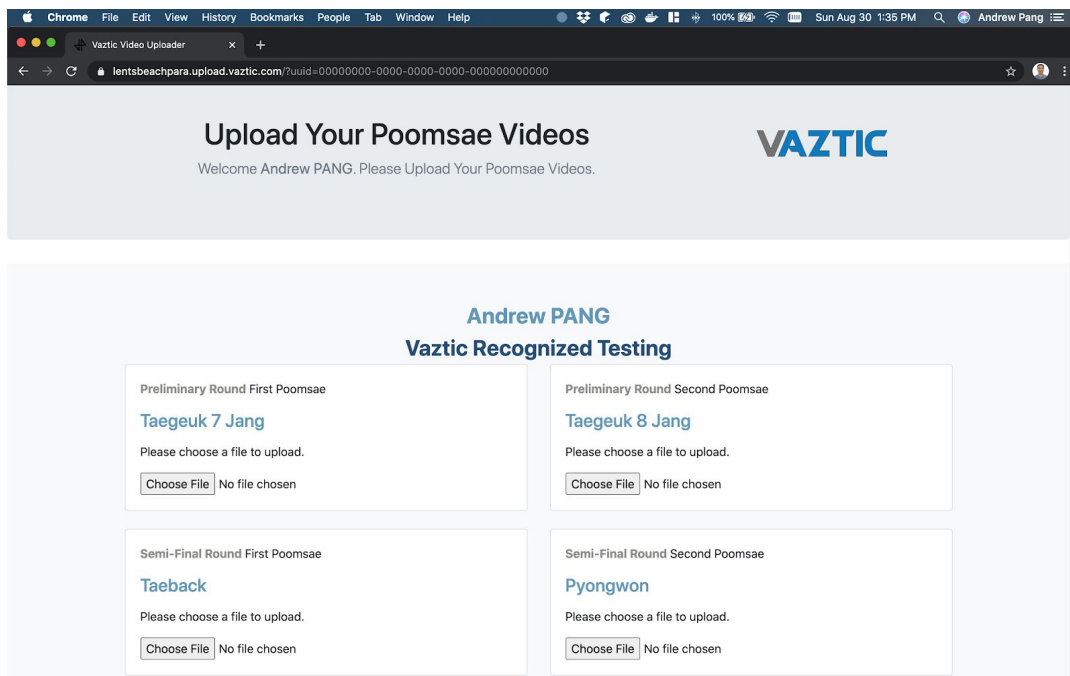 Chrome File Edit View History Bookmarks People Tab Window Help 100% Sun Aug 30 1:35 PM Andrew Pang
Vaztic Video Uploader
lentsbeachpara.upload.vaztic.com/?uuid=00000000-0000-0000-0000-000000000000
Upload Your Poomsae Videos
VAZTIC
Welcome Andrew PANG. Please Upload Your Poomsae Videos.
Andrew PANG
Vaztic Recognized Testing
Preliminary Round First Poomsae
Taegeuk 7 Jang
Please choose a file to upload.
Choose File No file chosen
Preliminary Round Second Poomsae
Taegeuk 8 Jang
Please choose a file to upload.
Choose File No file chosen
Semi-Final Round First Poomsae
Taeback
Please choose a file to upload.
Choose File No file chosen
Semi-Final Round Second Poomsae
Pyongwon
Please choose a file to upload.
Choose File No file chosen